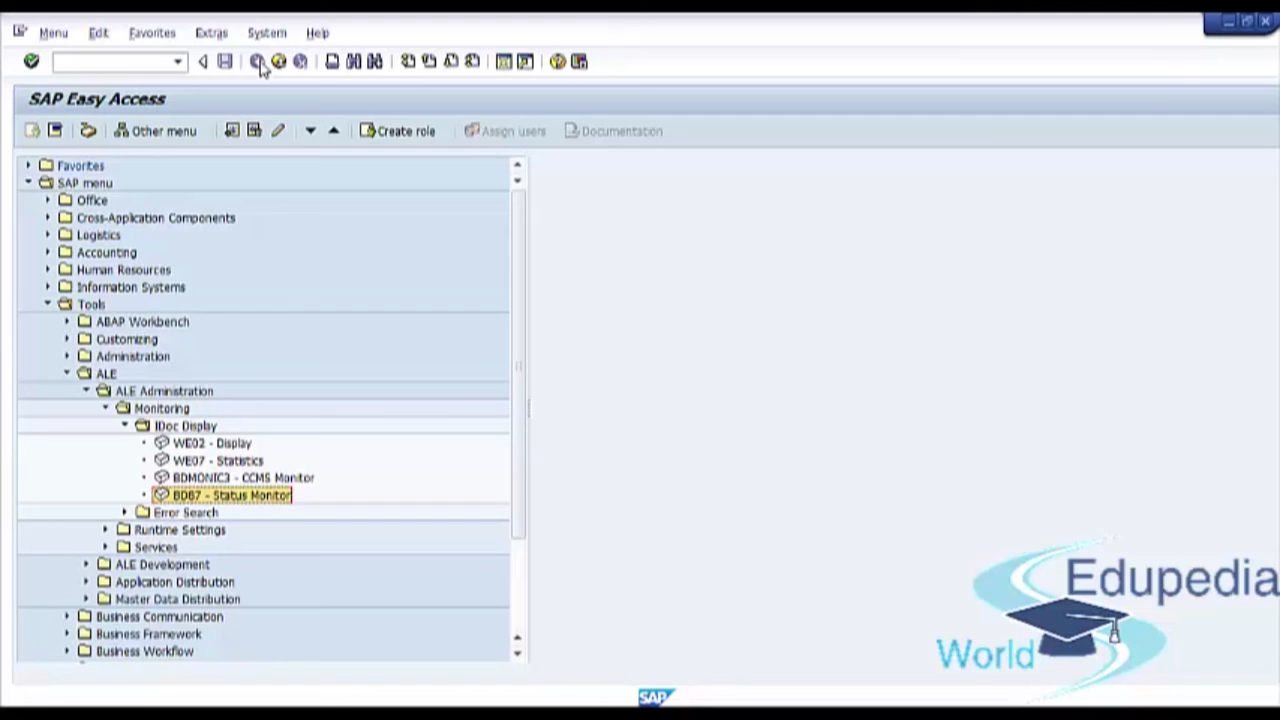 Menu Edit Favorites Extras System Help
SAP Easy Access
Other menu Create role Assign users Documentation
Favorites
SAP menu
Office
Cross-Application Components
Logistics
Accounting
Human Resources
Information Systems
Tools
ABAP Workbench
Customizing
Administration
ALE
ALE Administration
Monitoring
IDoc Display
WE02 - Display
WE07 - Statistics
BDMONIC3 - CCMS Monitor
BD87 - Status Monitor
Error Search
Runtime Settings
Services
ALE Development
Application Distribution
Master Data Distribution
Business Communication
Business Framework
Business Workflow
Edupedia
World
SAP